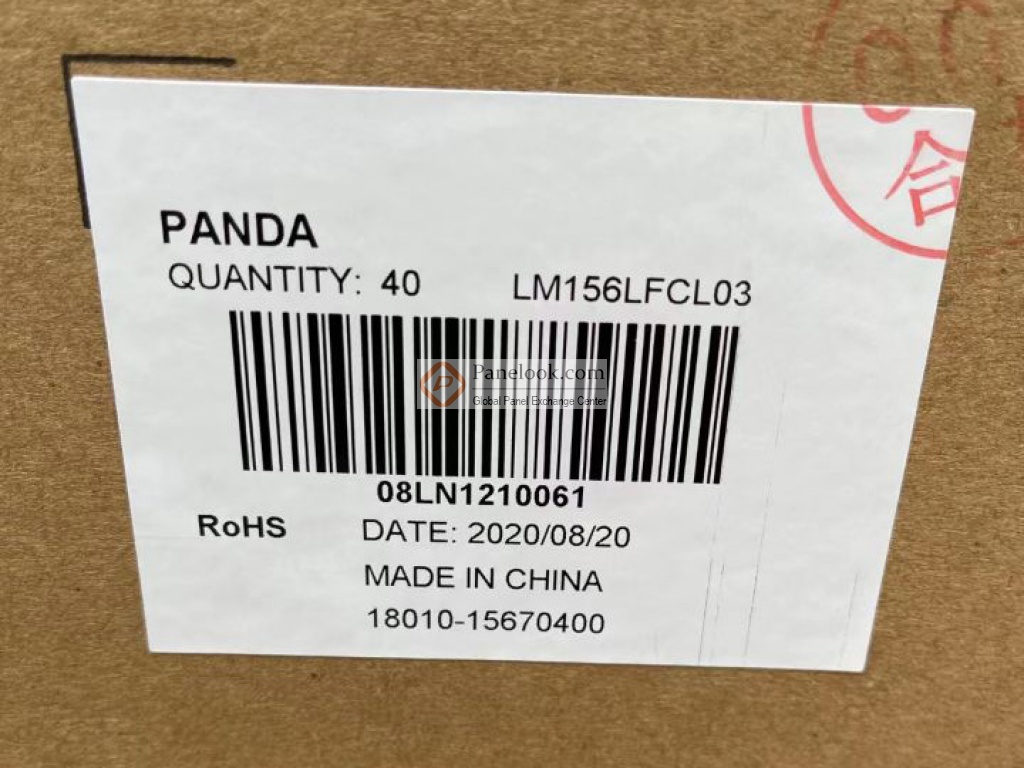 合
PANDA
QUANTITY: 40 LM156LFCL03
Panelook.com
Global Panel Exchange Center
08LN1210061
RoHS DATE: 2020/08/20
MADE IN CHINA
18010-15670400